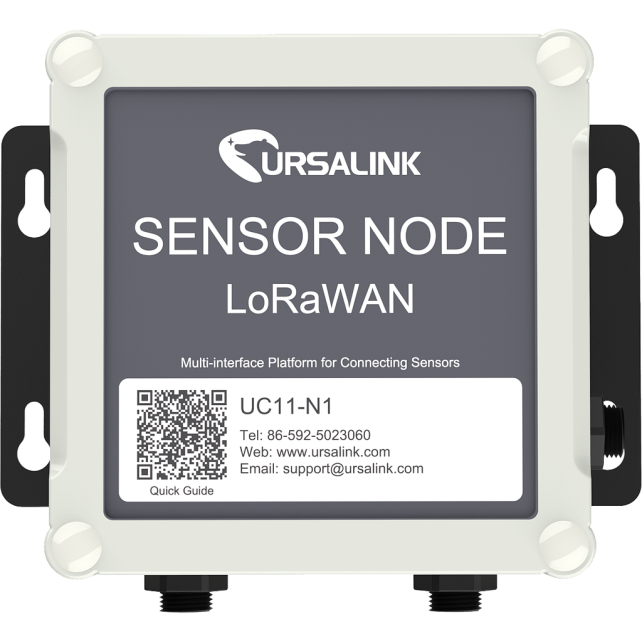 URSALINK
SENSOR NODE
LoRaWAN
Multi-interface Platform for Connecting Sensors
UC11-N1
Tel: 86-592-5023060
Web: www.ursalink.com
Email: support@ursalink.com
Quick Guide